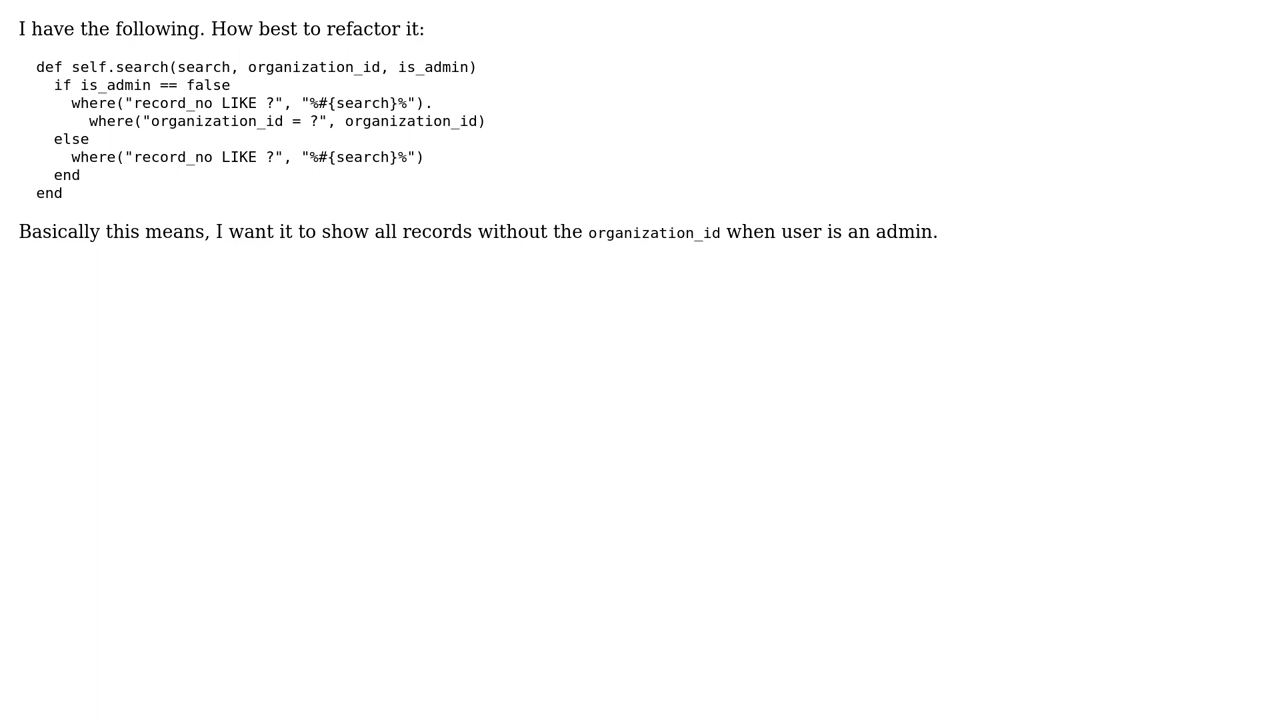 I have the following. How best to refactor it:
def self.search(search, organization_id, is_admin)
  if is_admin == false
    where("record_no LIKE ?", "%#{search}%").
      where("organization_id = ?", organization_id)
  else
    where("record_no LIKE ?", "%#{search}%")
  end
end
Basically this means, I want it to show all records without the organization_id when user is an admin.